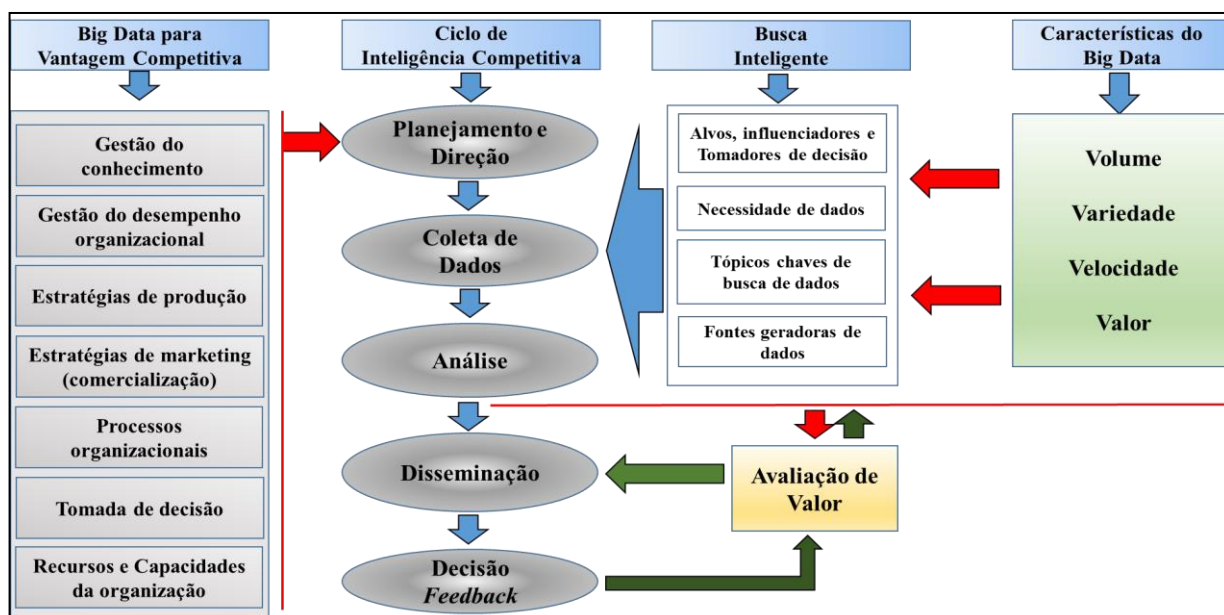 Big Data para
Vantagem Competitiva
Gestão do
conhecimento
Gestão do desempenho
organizacional
Estratégias de produção
Estratégias de marketing
(comercialização)
Processos
organizacionais
Tomada de decisão
Recursos e Capacidades
da organização
Ciclo de
Inteligência Competitiva
Planejamento e
Direção
Coleta de
Dados
Análise
Disseminação
Decisão
Feedback
Busca
Inteligente
Alvos, influenciadores e
Tomadores de decisão
Necessidade de dados
Tópicos chaves de
busca de dados
Fontes geradoras de
dados
Avaliação de
Valor
Características do
Big Data
Volume
Variedade
Velocidade
Valor